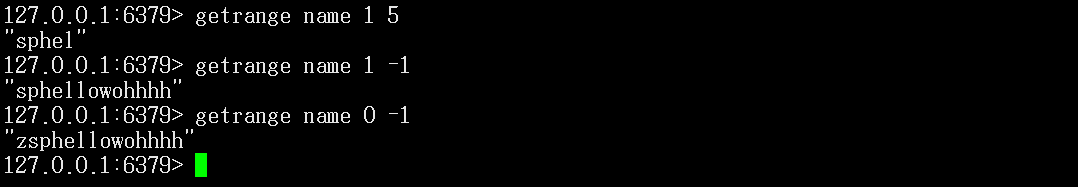 127.0.0.1:6379> getrange name 1 5
"sphel"
127.0.0.1:6379> getrange name 1 -1
"sphellowohhhh"
127.0.0.1:6379> getrange name 0 -1
"zsphellowohhhh"
127.0.0.1:6379>